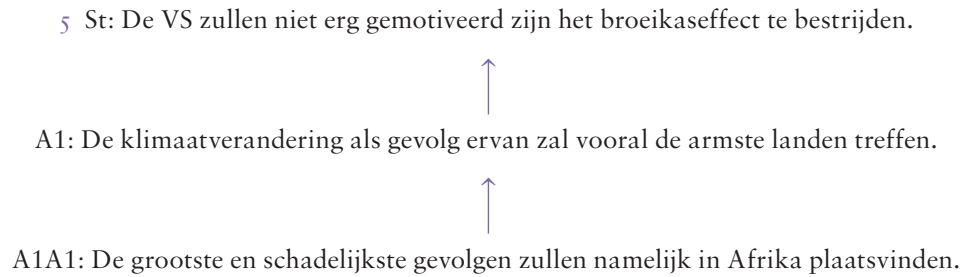 5 St: De VS zullen niet erg gemotiveerd zijn het broeikaseffect te bestrijden.
A1: De klimaatverandering als gevolg ervan zal vooral de armste landen treffen.
A1A1: De grootste en schadelijkste gevolgen zullen namelijk in Afrika plaatsvinden.